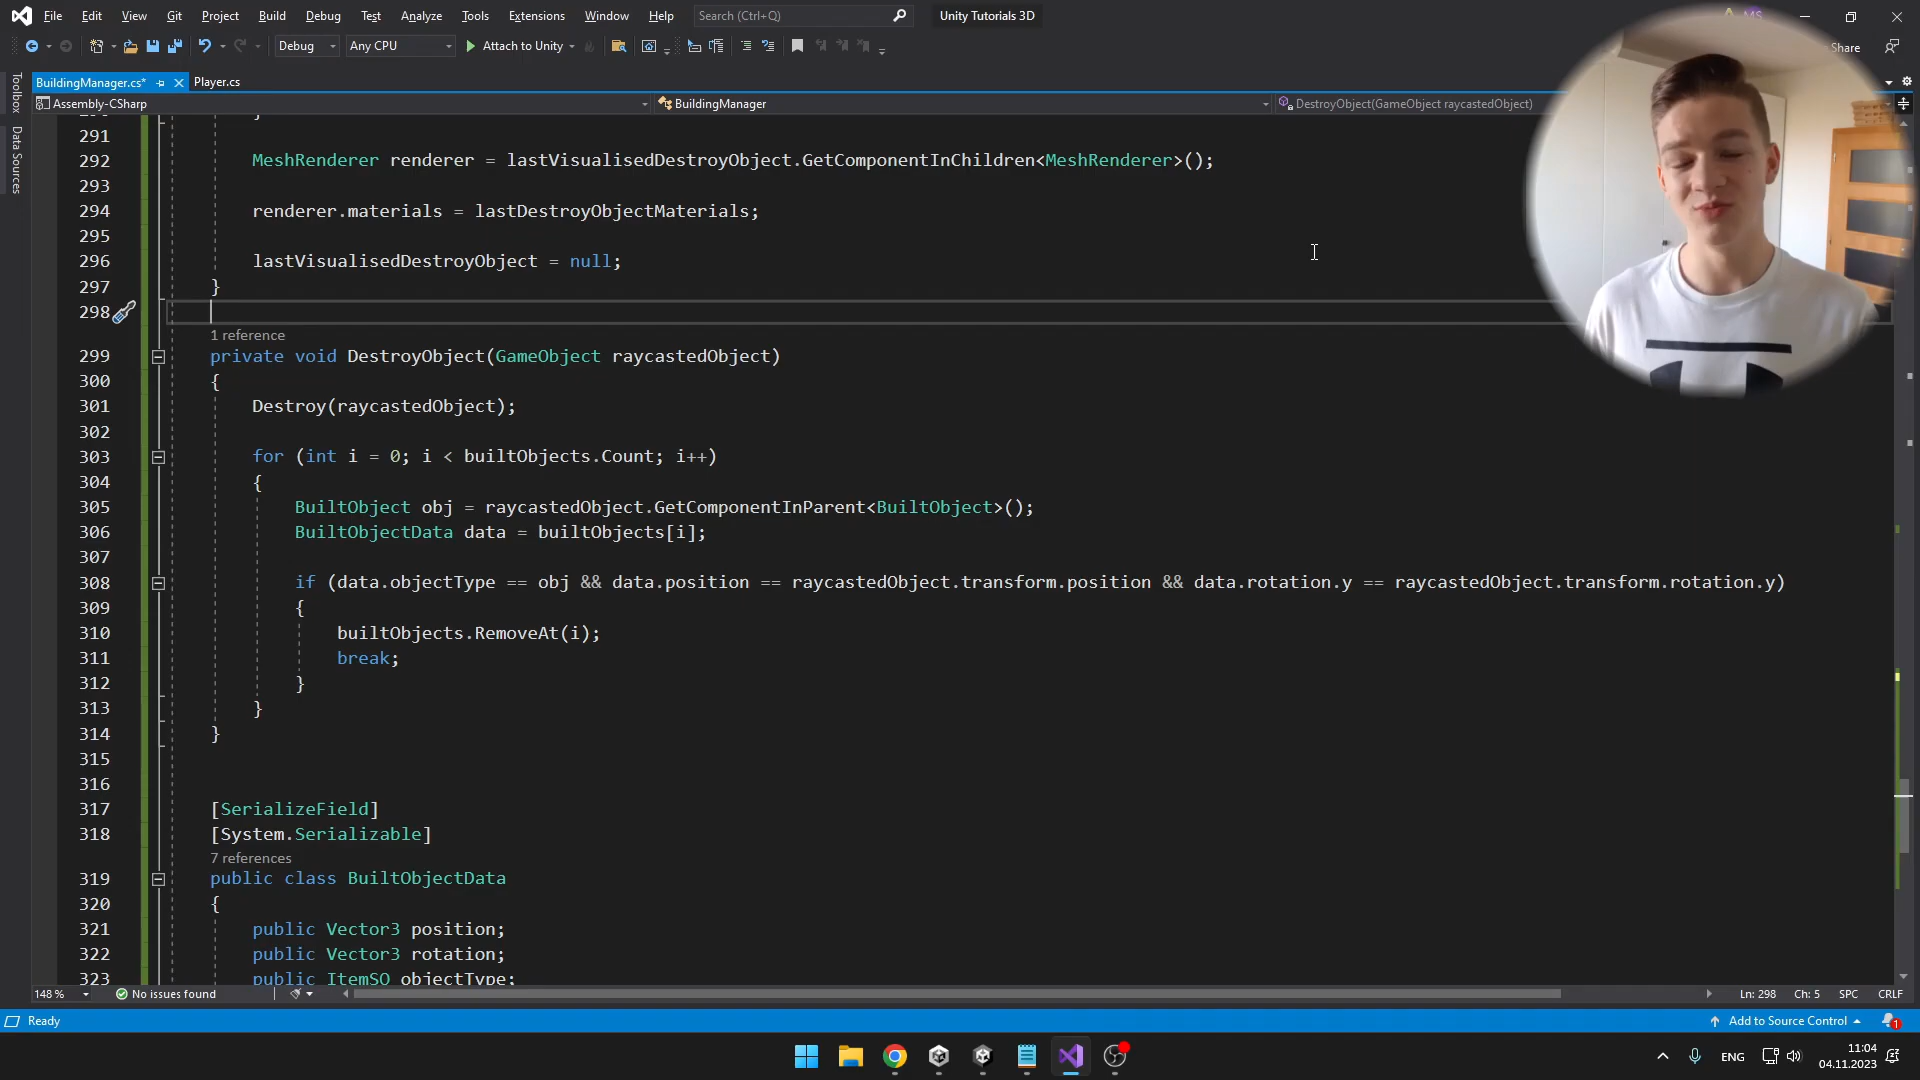 File Edit View Git Project Build Debug Test Analyze Tools Extensions Window Help Search (Ctrl+Q) Unity Tutorials 3D
Debug Any CPU Attach to Unity Share
BuildingManager.cs* Player.cs
Assembly-CSharp BuildingManager DestroyObject(GameObject raycastedObject)
Toolbox
Data Sources
291
292 MeshRenderer renderer = lastVisualisedDestroyObject.GetComponentInChildren<MeshRenderer>();
293
294 renderer.materials = lastDestroyObjectMaterials;
295
296 lastVisualisedDestroyObject = null;
297 }
298
1 reference
299 private void DestroyObject(GameObject raycastedObject)
300 {
301 Destroy(raycastedObject);
302
303 for (int i = 0; i < builtObjects.Count; i++)
304 {
305 BuiltObject obj = raycastedObject.GetComponentInParent<BuiltObject>();
306 BuiltObjectData data = builtObjects[i];
307
308 if (data.objectType == obj && data.position == raycastedObject.transform.position && data.rotation.y == raycastedObject.transform.rotation.y)
309 {
310 builtObjects.RemoveAt(i);
311 break;
312 }
313 }
314 }
315
316
317 [SerializeField]
318 [System.Serializable]
7 references
319 public class BuiltObjectData
320 {
321 public Vector3 position;
322 public Vector3 rotation;
323 public ItemSO objectType;
148 % No issues found Ln: 298 Ch: 5 SPC CRLF
Ready Add to Source Control 1
ENG 11:04
04.11.2023